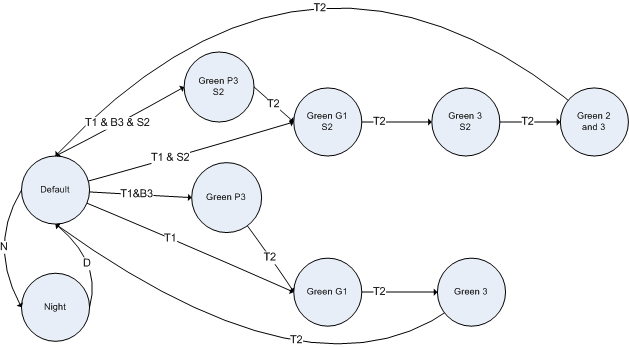 T2
Green P3
S2
T2
T1 & B3 & S2
Green G1
S2
T2
Green 3
S2
T2
Green 2
and 3
T1 & S2
Default
T1&B3
Green P3
T1
T2
N
D
Night
Green G1
T2
Green 3
T2